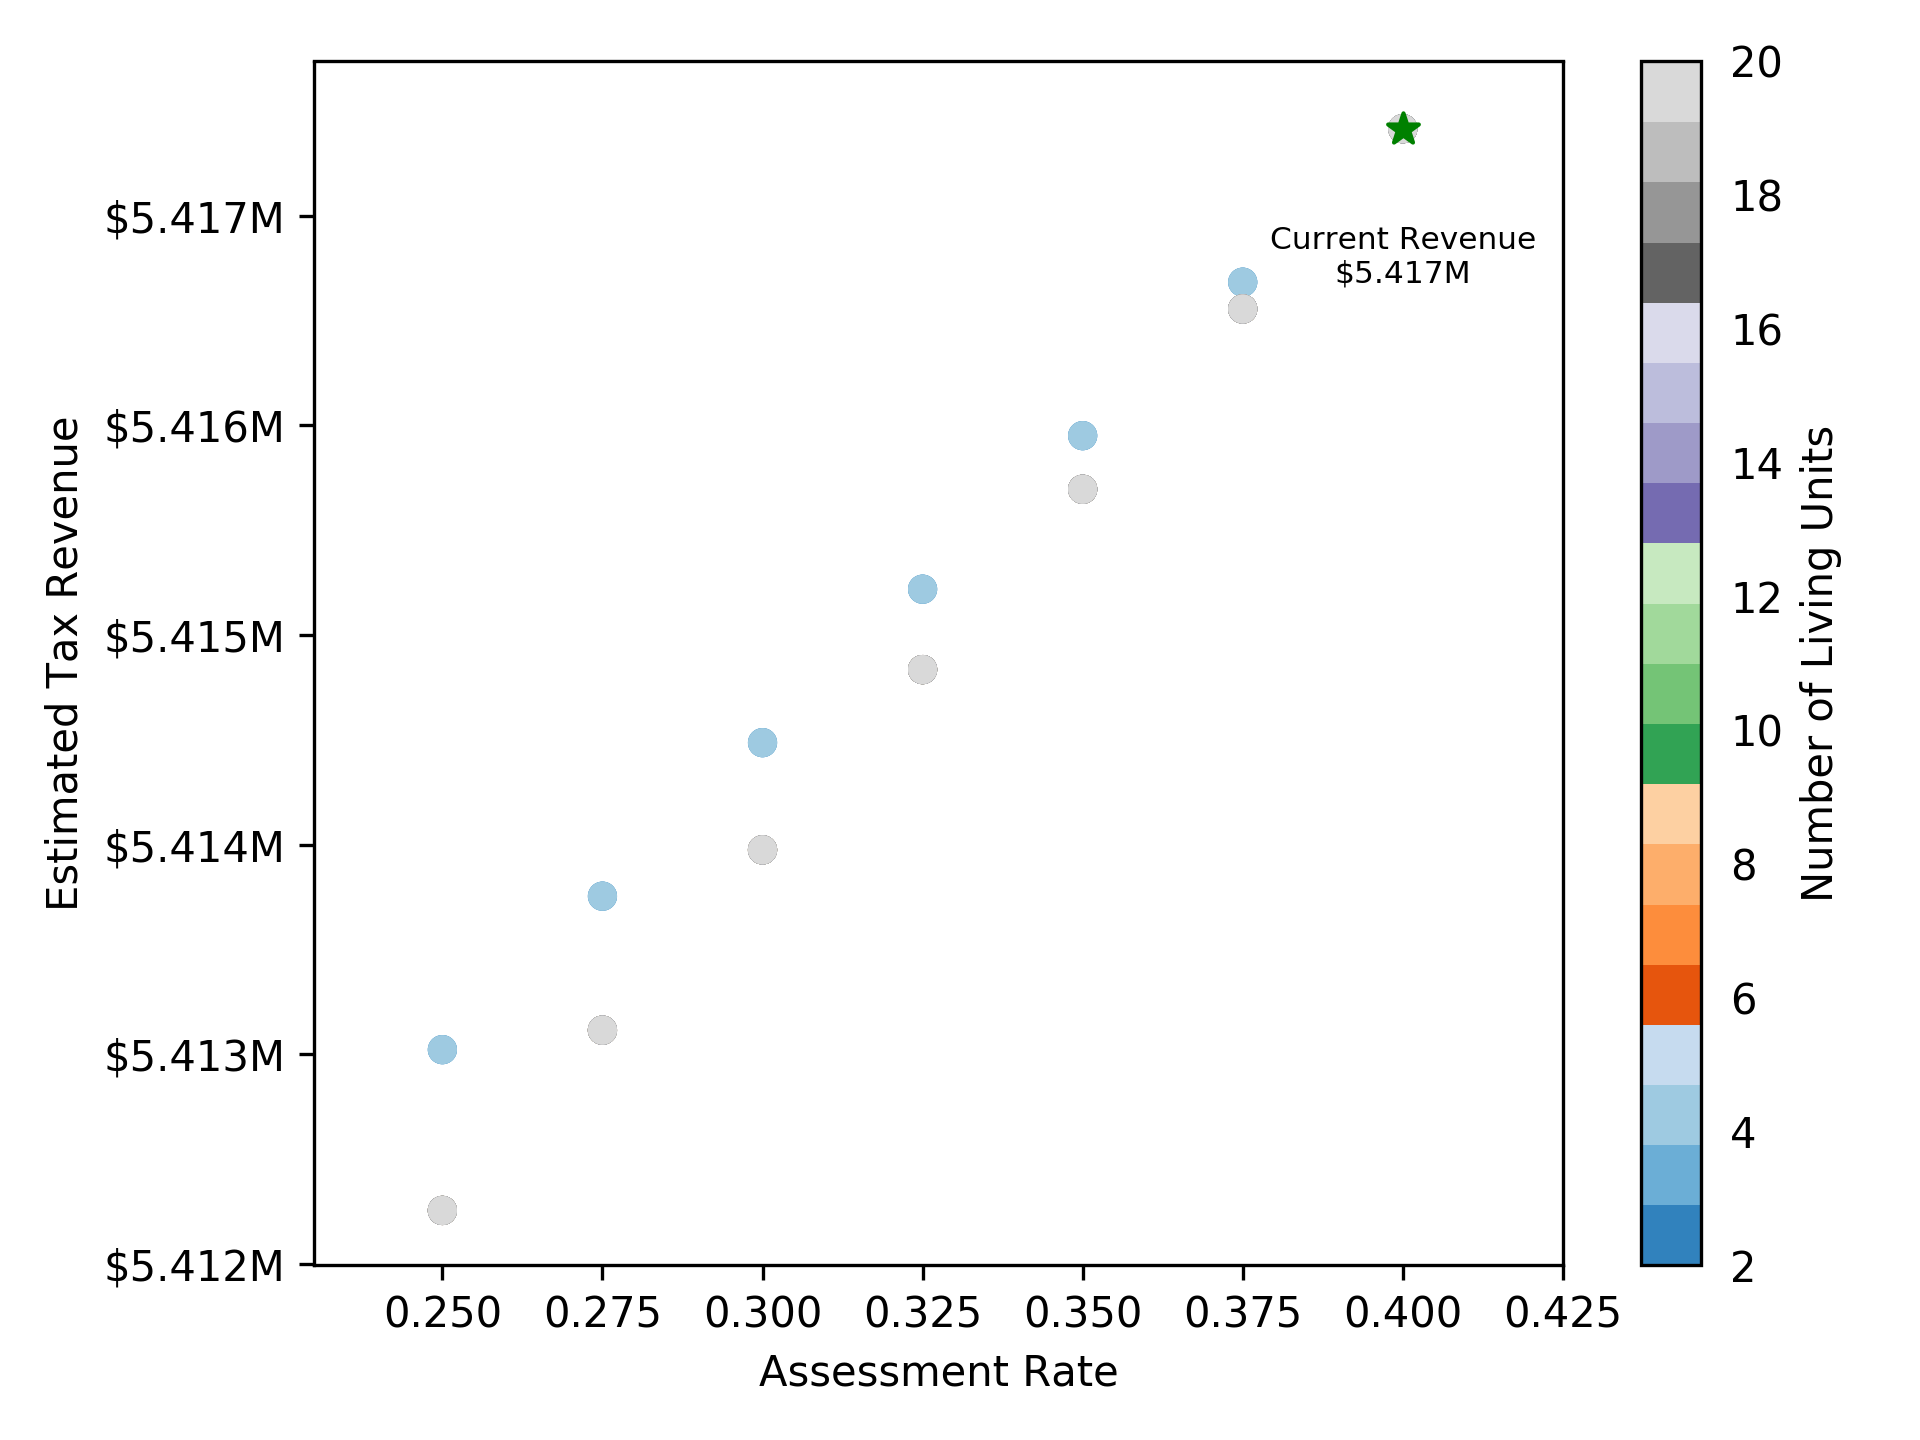 $5.417M
$5.416M
$5.415M
$5.414M
$5.413M
$5.412M
Estimated Tax Revenue
Current Revenue
$5.417M
0.250 0.275 0.300 0.325 0.350 0.375 0.400 0.425
Assessment Rate
20
18
16
14
12
10
8
6
4
2
Number of Living Units